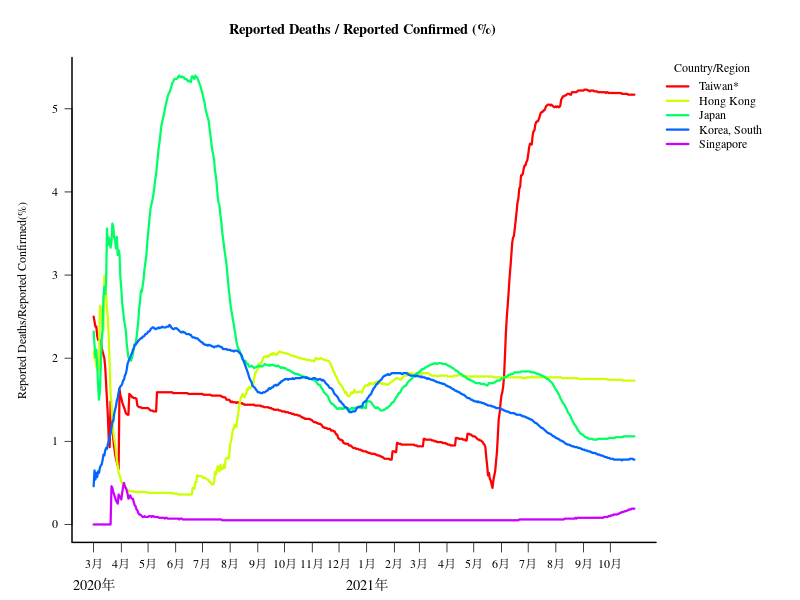 Reported Deaths / Reported Confirmed (%)
Country/Region
Taiwan*
Hong Kong
Japan
Korea, South
Singapore
Reported Deaths/Reported Confirmed(%)
5
4
3
2
1
0
3月 4月 5月 6月 7月 8月 9月 10月 11月 12月 1月 2月 3月 4月 5月 6月 7月 8月 9月 10月
2020年 2021年